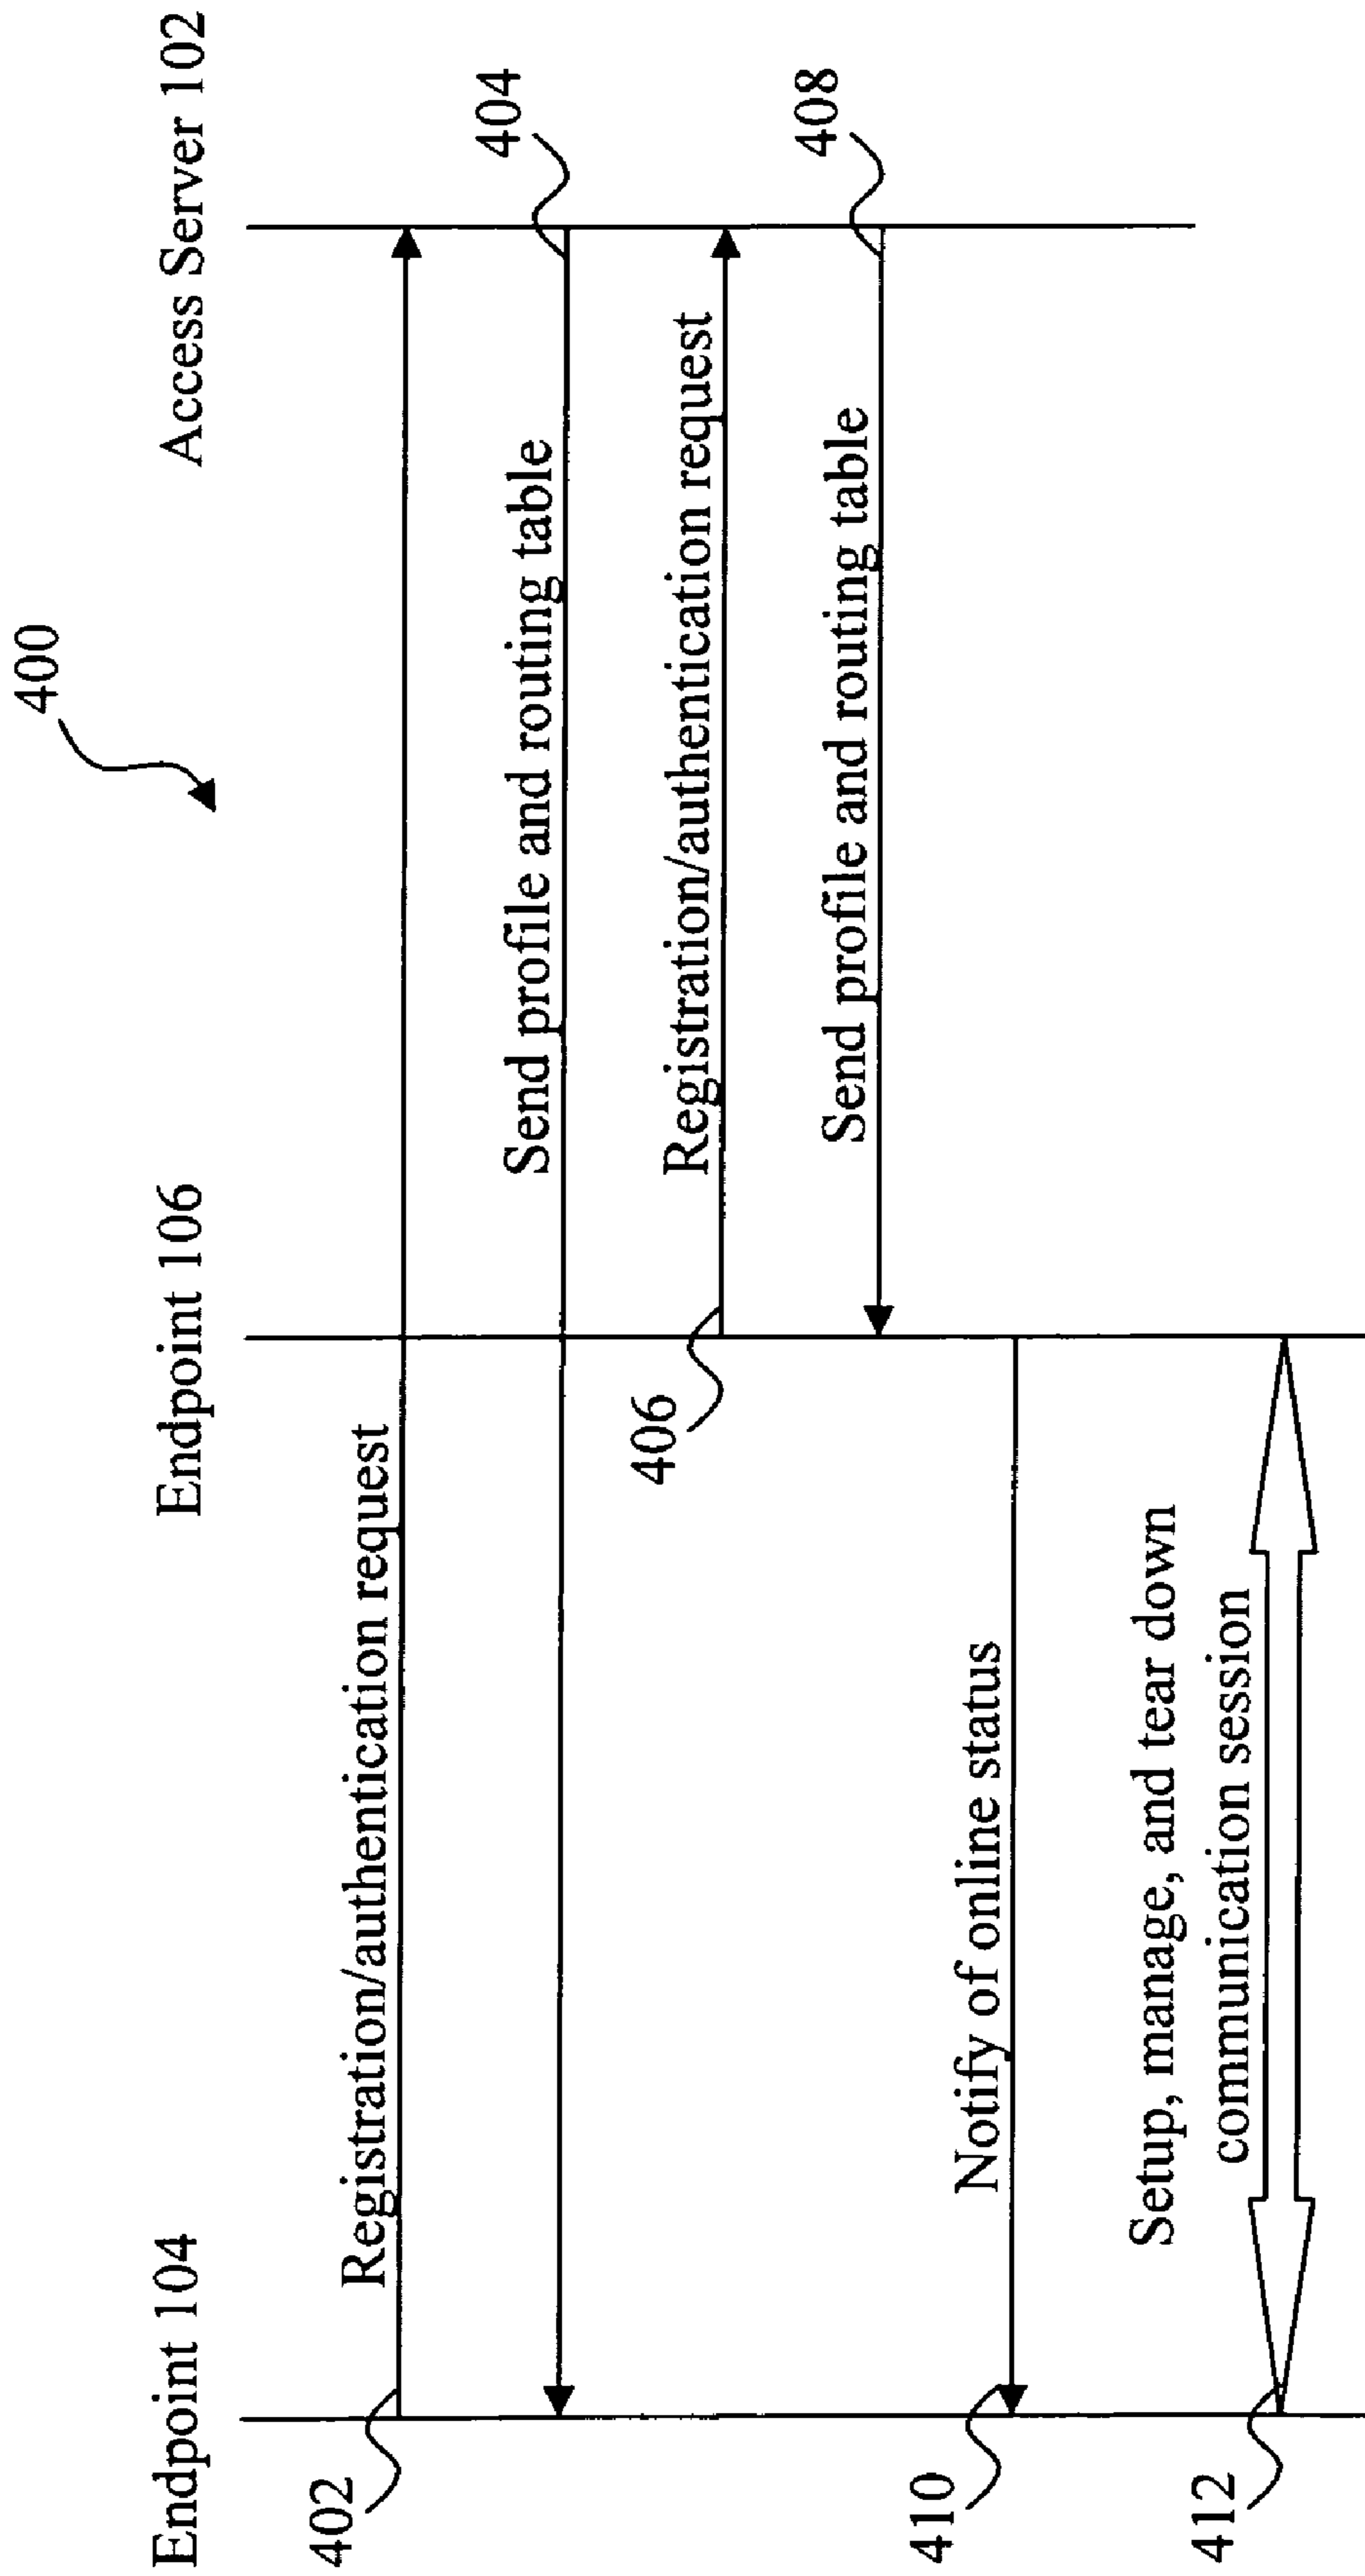 400
Endpoint 104
Endpoint 106
Access Server 102
402
Registration/authentication request
404
Send profile and routing table
406
Registration/authentication request
408
Send profile and routing table
410
Notify of online status
412
Setup, manage, and tear down
communication session